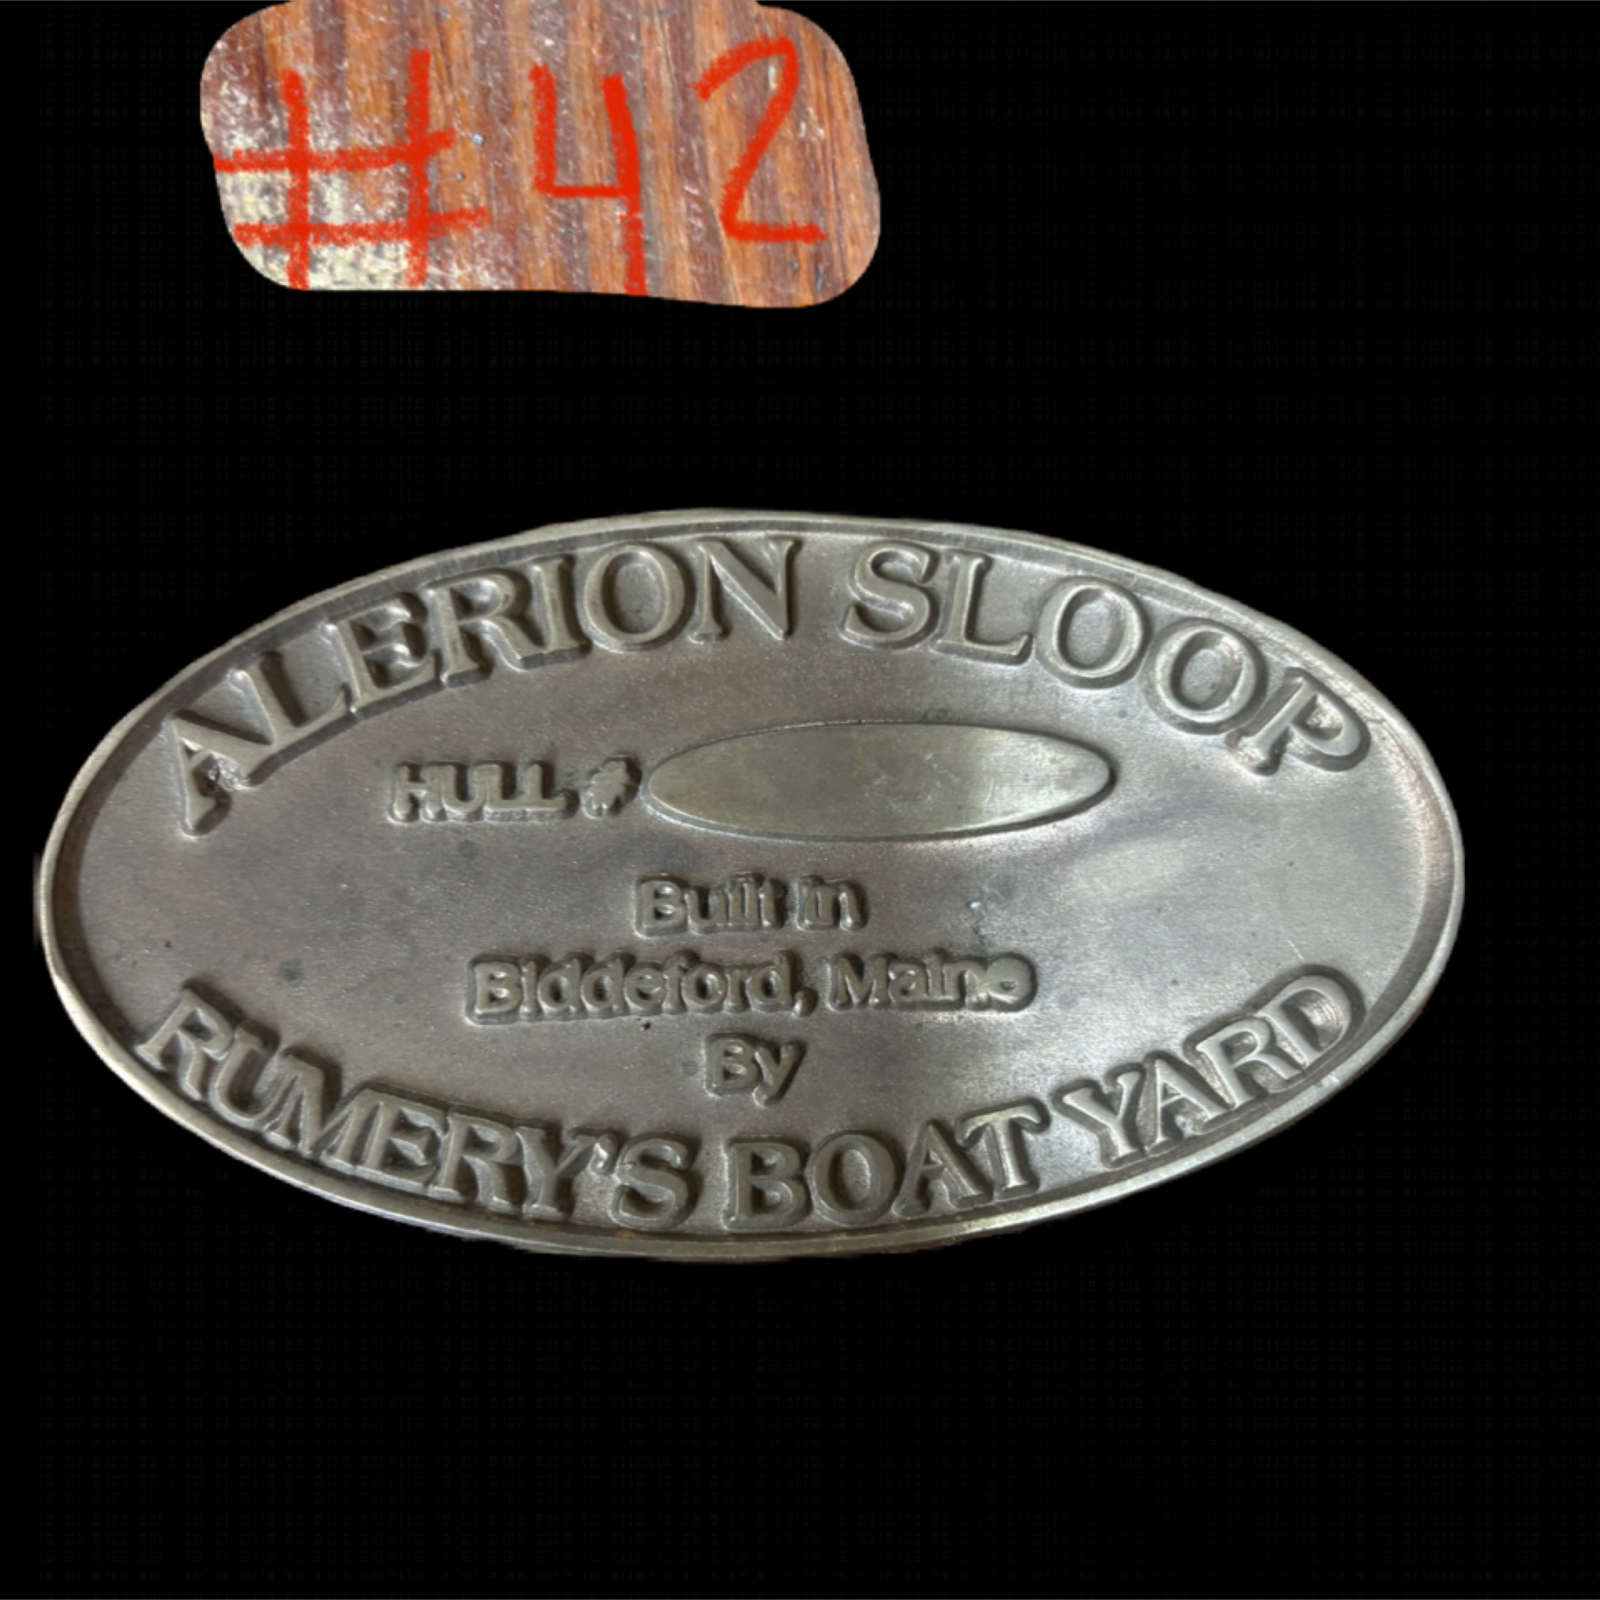 #42
ALERION SLOOP
HULL #
Built in
Biddeford, Maine
By
RUMERY'S BOAT YARD